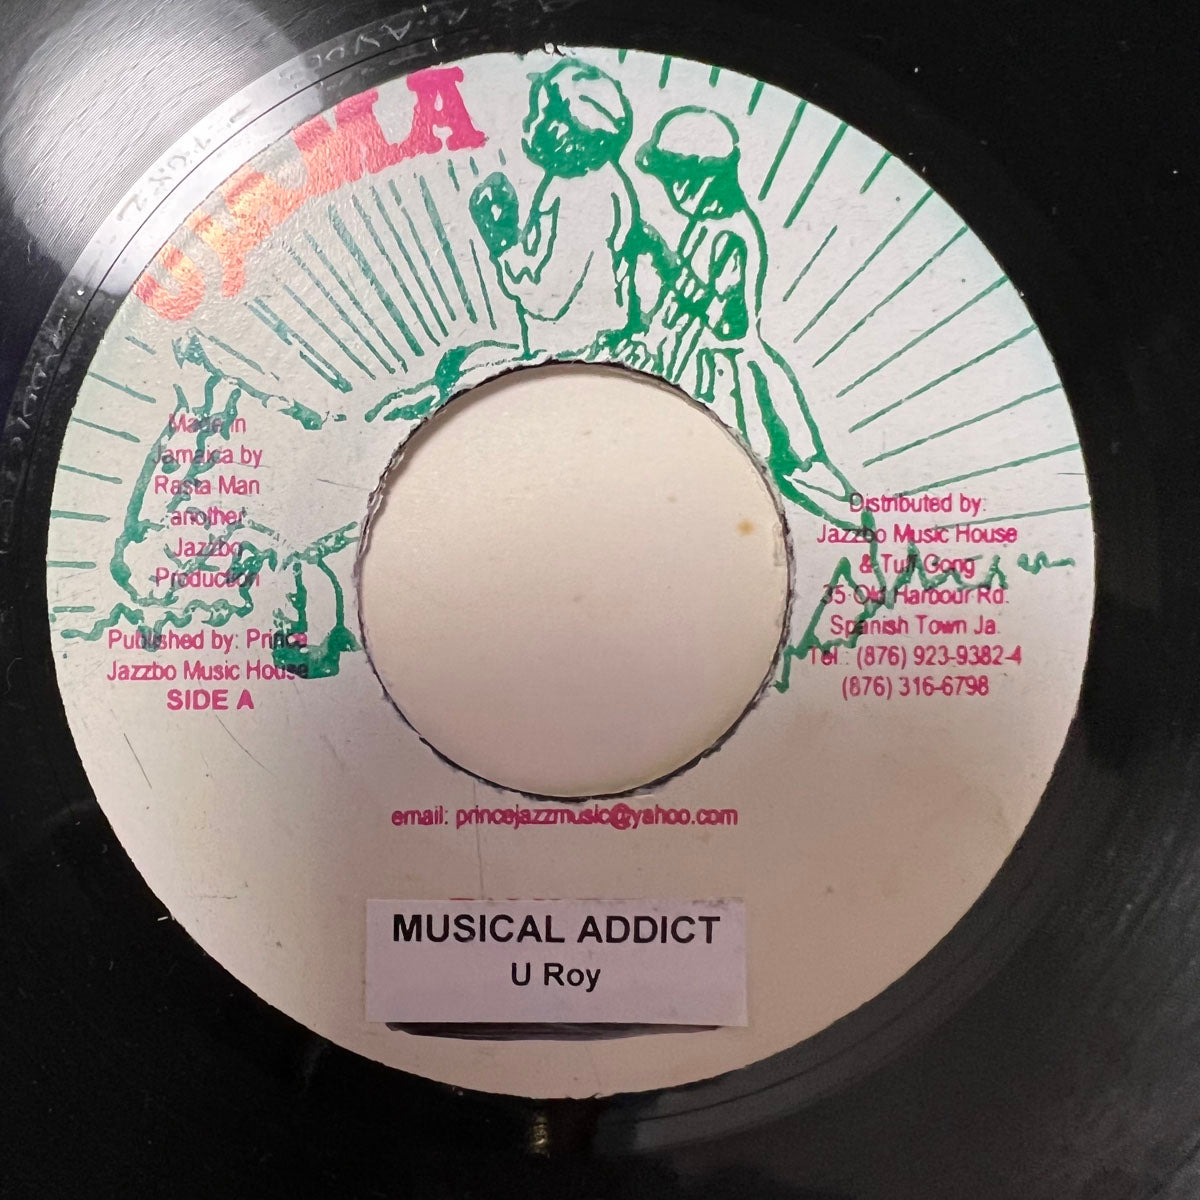 UJAMA
Made in
Jamaica by
Rasta Man
another
Jazzbo
Production
Published by: Prince
Jazzbo Music House
SIDE A
Distributed by:
Jazzbo Music House
& Tuff Gong
35 Old Harbour Rd.
Spanish Town Ja.
Tel.: (876) 923-9382-4
(876) 316-6798
email: princejazzmusic@yahoo.com
MUSICAL ADDICT
U Roy